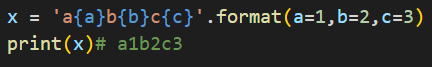 x = 'a{a}b{b}c{c}'.format(a=1,b=2,c=3)
print(x)# a1b2c3